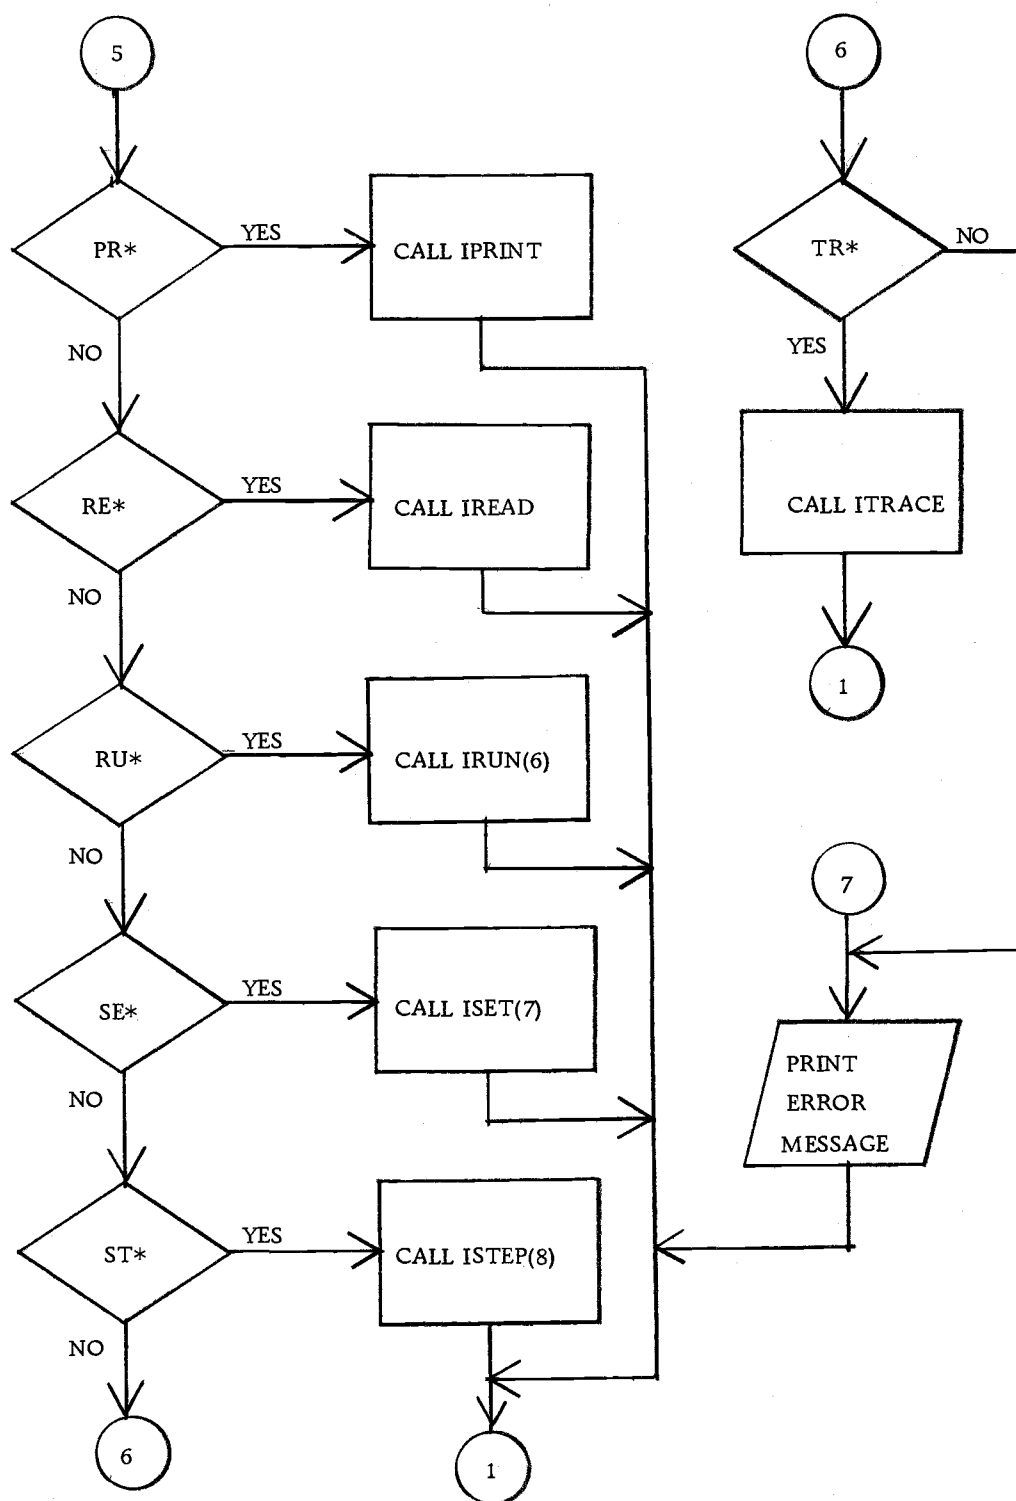 5
PR*
YES
CALL IPRINT
NO
RE*
YES
CALL IREAD
NO
RU*
YES
CALL IRUN(6)
NO
SE*
YES
CALL ISET(7)
NO
ST*
YES
CALL ISTEP(8)
NO
6
1
6
TR*
NO
YES
CALL ITRACE
1
7
PRINT
ERROR
MESSAGE